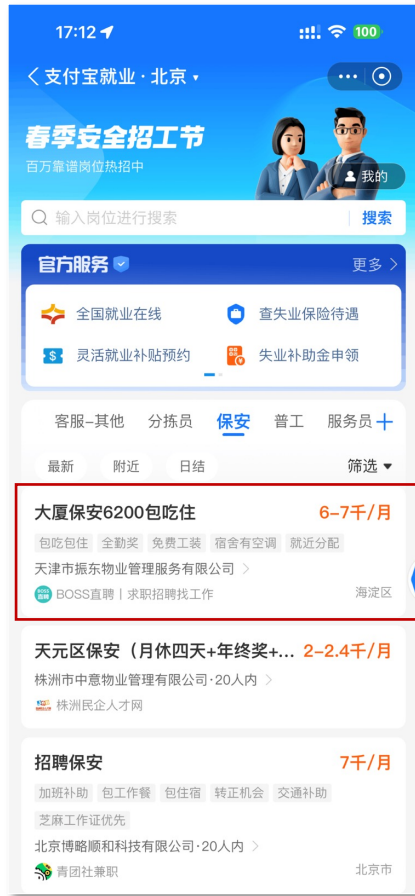 17:12
100
支付宝就业 · 北京
春季安全招工节
百万靠谱岗位热招中
我的
输入岗位进行搜索
搜索
官方服务
更多
全国就业在线
查失业保险待遇
灵活就业补贴预约
失业补助金申领
客服-其他 分拣员 保安 普工 服务员
最新 附近 日结 筛选
大厦保安6200包吃住 6-7千/月
包吃包住 全勤奖 免费工装 宿舍有空调 就近分配
天津市振东物业管理服务有限公司
BOSS直聘 BOSS直聘 | 求职招聘找工作 海淀区
天元区保安（月休四天+年终奖+... 2-2.4千/月
株洲市中意物业管理有限公司·20人内
株洲民企人才网
招聘保安 7千/月
加班补助 包工作餐 包住宿 转正机会 交通补助
芝麻工作证优先
北京博略顺和科技有限公司·20人内
青团社兼职 北京市